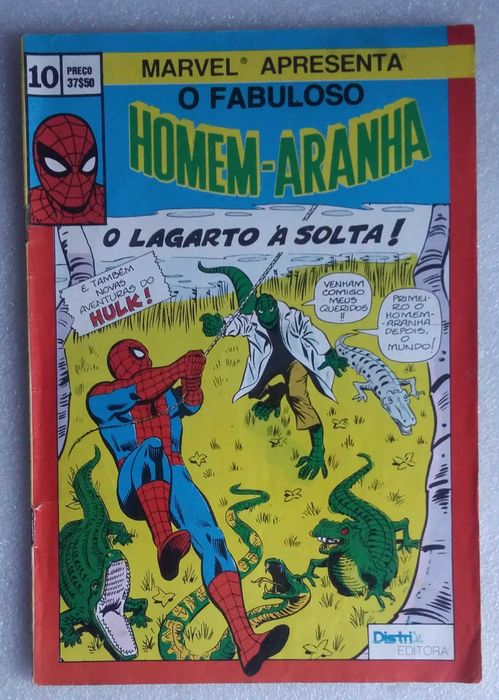 10
PREÇO
37$50
MARVEL® APRESENTA
O FABULOSO
HOMEM-ARANHA
O LAGARTO À SOLTA!
E TAMBÉM
NOVAS
AVENTURAS DO
HULK!
VENHAM
COMIGO
MEUS
QUERIDOS!!
PRIMEI-
RO O
HOMEM-
ARANHA...
DEPOIS,
O
MUNDO!
Distri
EDITORA